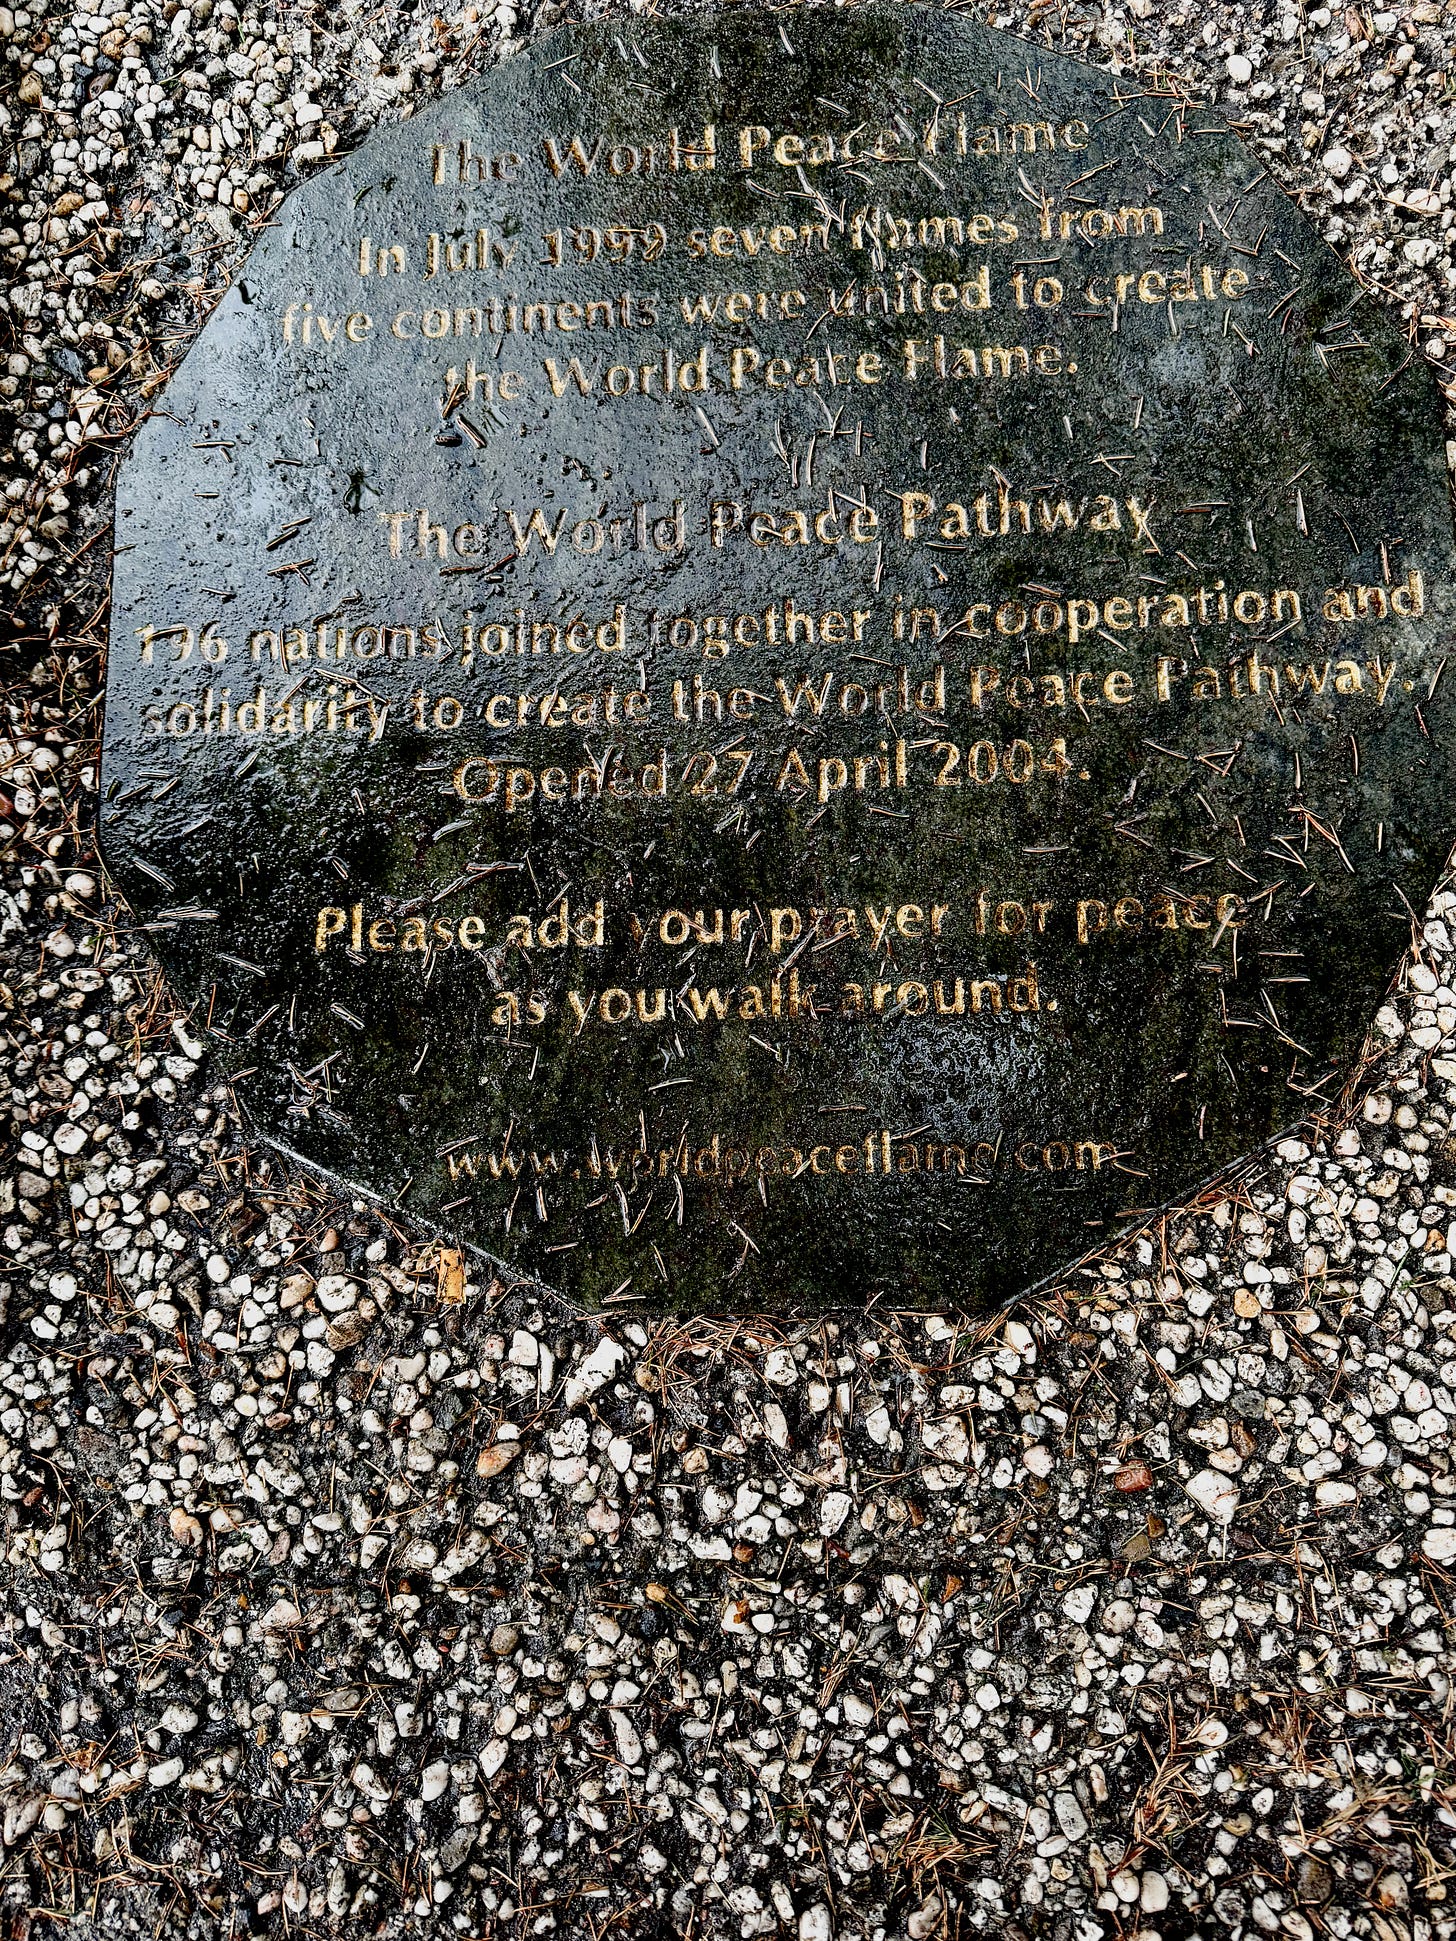 The World Peace Flame
In July 1999 seven flames from
five continents were united to create
the World Peace Flame.
The World Peace Pathway
196 nations joined together in cooperation and
solidarity to create the World Peace Pathway.
Opened 27 April 2004.
Please add your prayer for peace
as you walk around.
www.worldpeaceflame.com